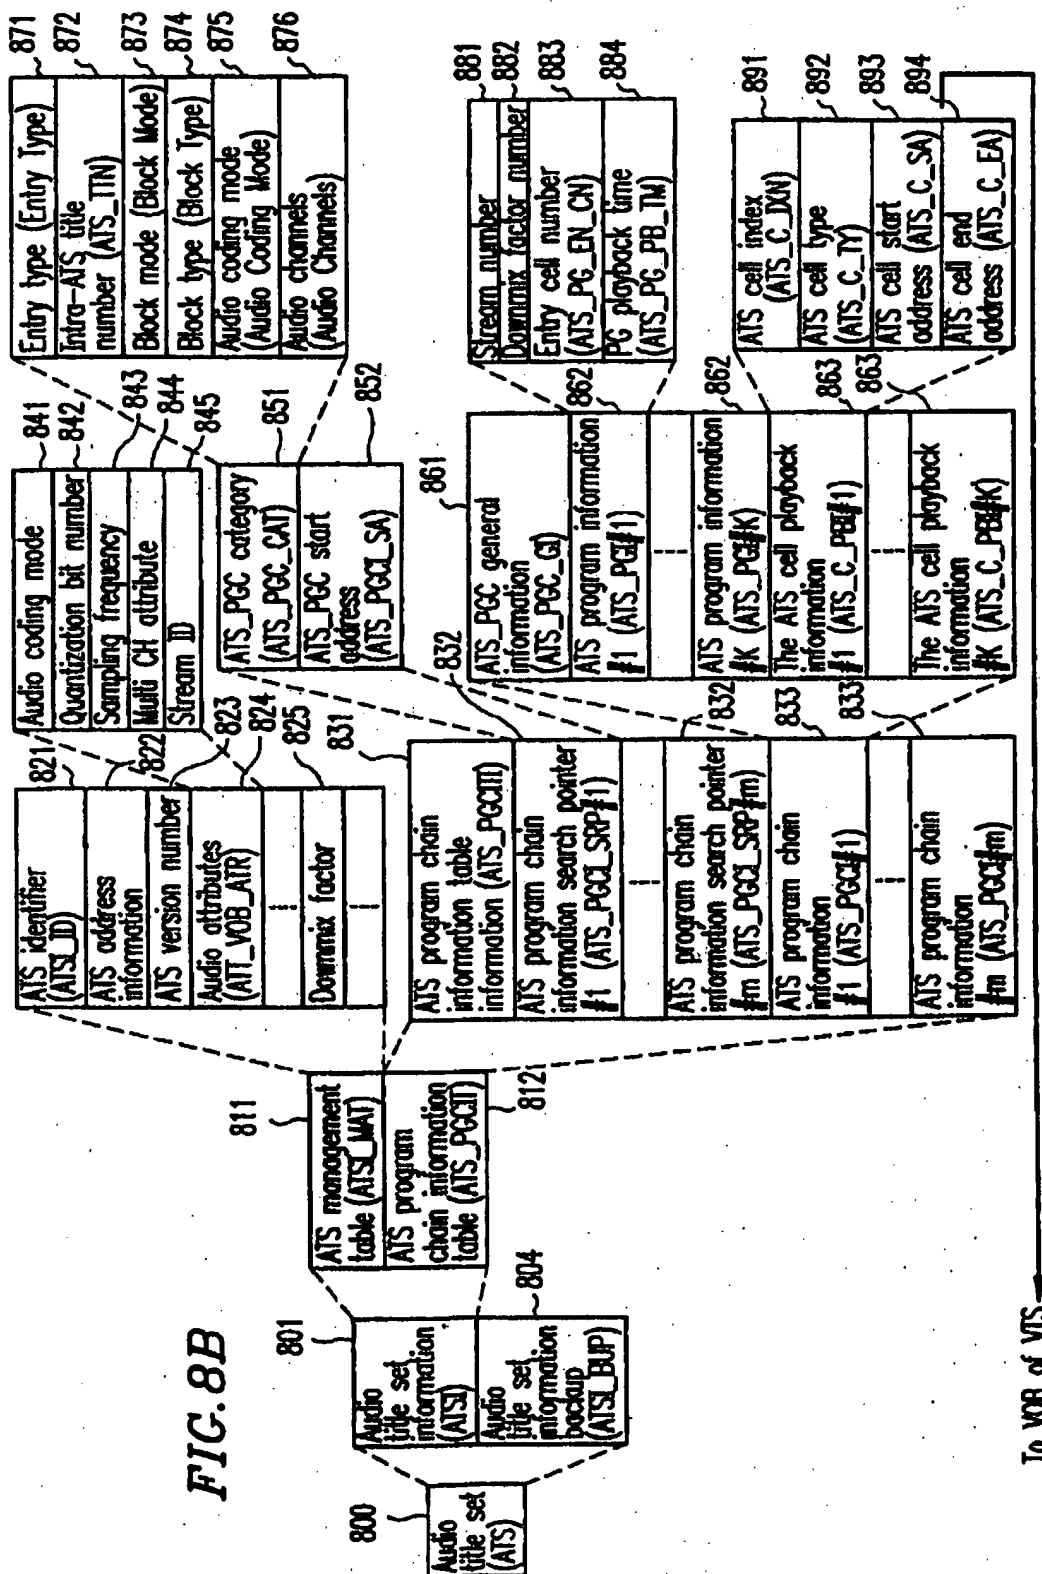 FIG.8B
800
Audio
title set
(ATS)
801
Audio
title set
information
(ATSI)
Audio
title set
information
backup
(ATSI_BUP)
804
811
ATS management
table (ATSI_MAT)
ATS program
chain information
table (ATS_PGCIT)
812
821
ATS identifier
(ATSI_ID)
822
ATS address
information
823
ATS version number
824
Audio attributes
(ATT_VOB_ATR)
825
Downmix factor
831
ATS program chain
information table
information (ATS_PGCITI)
832
ATS program chain
information search pointer
#1 (ATS_PGCI_SRP#1)
832
ATS program chain
information search pointer
#m (ATS_PGCI_SRP#m)
833
ATS program chain
information
#1 (ATS_PGCI#1)
833
ATS program chain
information
#m (ATS_PGCI#m)
841
Audio coding mode
842
Quantization bit number
843
Sampling frequency
844
Multi CH attribute
845
Stream ID
851
ATS_PGC category
(ATS_PGC_CAT)
852
ATS_PGC start
address
(ATS_PGCI_SA)
861
ATS_PGC general
information
(ATS_PGC_GI)
862
ATS program information
#1 (ATS_PGI#1)
862
ATS program information
#K (ATS_PGI#K)
863
The ATS cell playback
information
#1 (ATS_C_PBI#1)
863
The ATS cell playback
information
#K (ATS_C_PBI#K)
871
Entry type (Entry Type)
872
Intra-ATS title
number (ATS_TTN)
873
Block mode (Block Mode)
874
Block type (Block Type)
875
Audio coding mode
(Audio Coding Mode)
876
Audio channels
(Audio Channels)
881
Stream number
882
Downmix factor number
883
Entry cell number
(ATS_PG_EN_CN)
884
PG playback time
(ATS_PG_PB_TM)
891
ATS cell index
(ATS_C_IXN)
892
ATS cell type
(ATS_C_TY)
893
ATS cell start
address (ATS_C_SA)
894
ATS cell end
address (ATS_C_EA)
To VOB of VTS